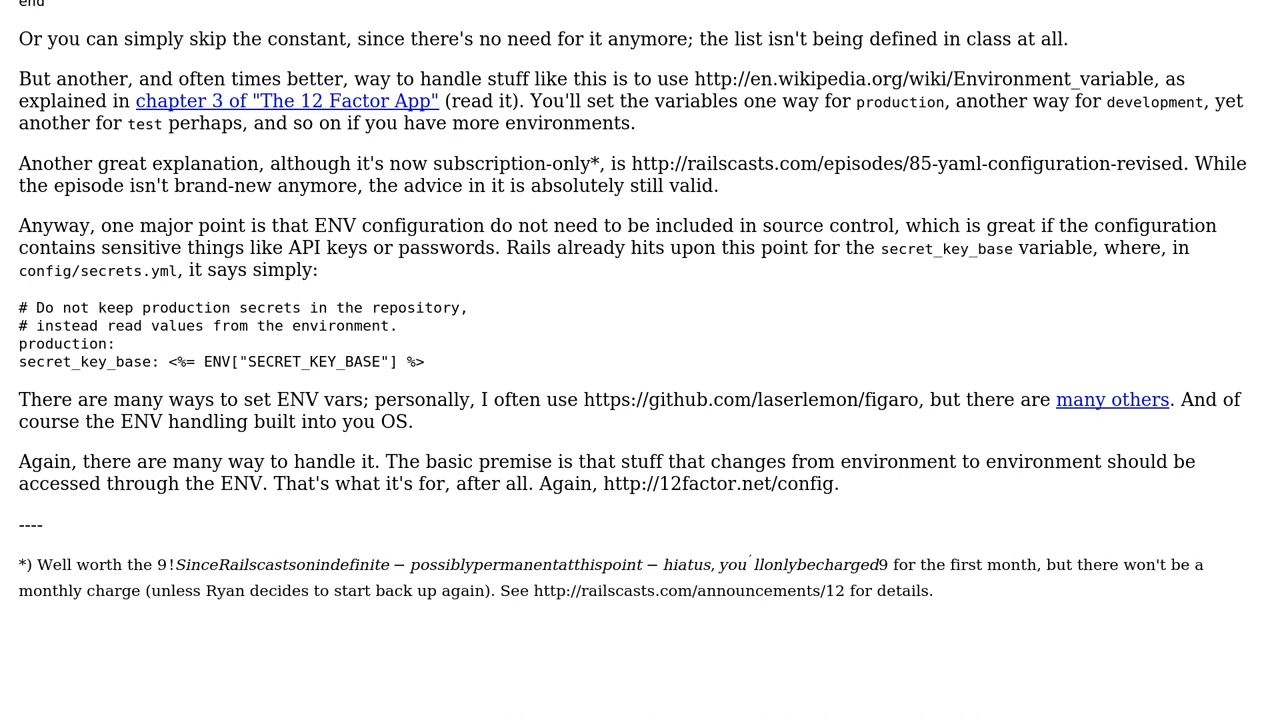 end
Or you can simply skip the constant, since there's no need for it anymore; the list isn't being defined in class at all.
But another, and often times better, way to handle stuff like this is to use http://en.wikipedia.org/wiki/Environment_variable, as
explained in chapter 3 of "The 12 Factor App" (read it). You'll set the variables one way for production, another way for development, yet
another for test perhaps, and so on if you have more environments.
Another great explanation, although it's now subscription-only*, is http://railscasts.com/episodes/85-yaml-configuration-revised. While
the episode isn't brand-new anymore, the advice in it is absolutely still valid.
Anyway, one major point is that ENV configuration do not need to be included in source control, which is great if the configuration
contains sensitive things like API keys or passwords. Rails already hits upon this point for the secret_key_base variable, where, in
config/secrets.yml, it says simply:
# Do not keep production secrets in the repository,
# instead read values from the environment.
production:
secret_key_base: <%= ENV["SECRET_KEY_BASE"] %>
There are many ways to set ENV vars; personally, I often use https://github.com/laserlemon/figaro, but there are many others. And of
course the ENV handling built into you OS.
Again, there are many way to handle it. The basic premise is that stuff that changes from environment to environment should be
accessed through the ENV. That's what it's for, after all. Again, http://12factor.net/config.
----
*) Well worth the 9!SinceRailscastsonindefinite−possiblypermanentatthispoint−hiatus,you′llonlybecharged9 for the first month, but there won't be a
monthly charge (unless Ryan decides to start back up again). See http://railscasts.com/announcements/12 for details.